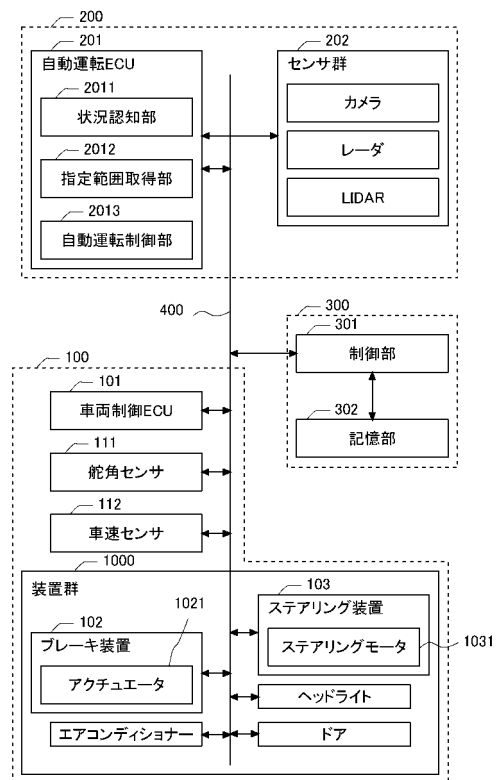 200
201
自動運転ECU
2011
状況認知部
2012
指定範囲取得部
2013
自動運転制御部
202
センサ群
カメラ
レーダ
LIDAR
400
300
301
制御部
302
記憶部
100
101
車両制御ECU
111
舵角センサ
112
車速センサ
1000
装置群
102
ブレーキ装置
1021
アクチュエータ
103
ステアリング装置
ステアリングモータ
1031
ヘッドライト
エアコンディショナー
ドア